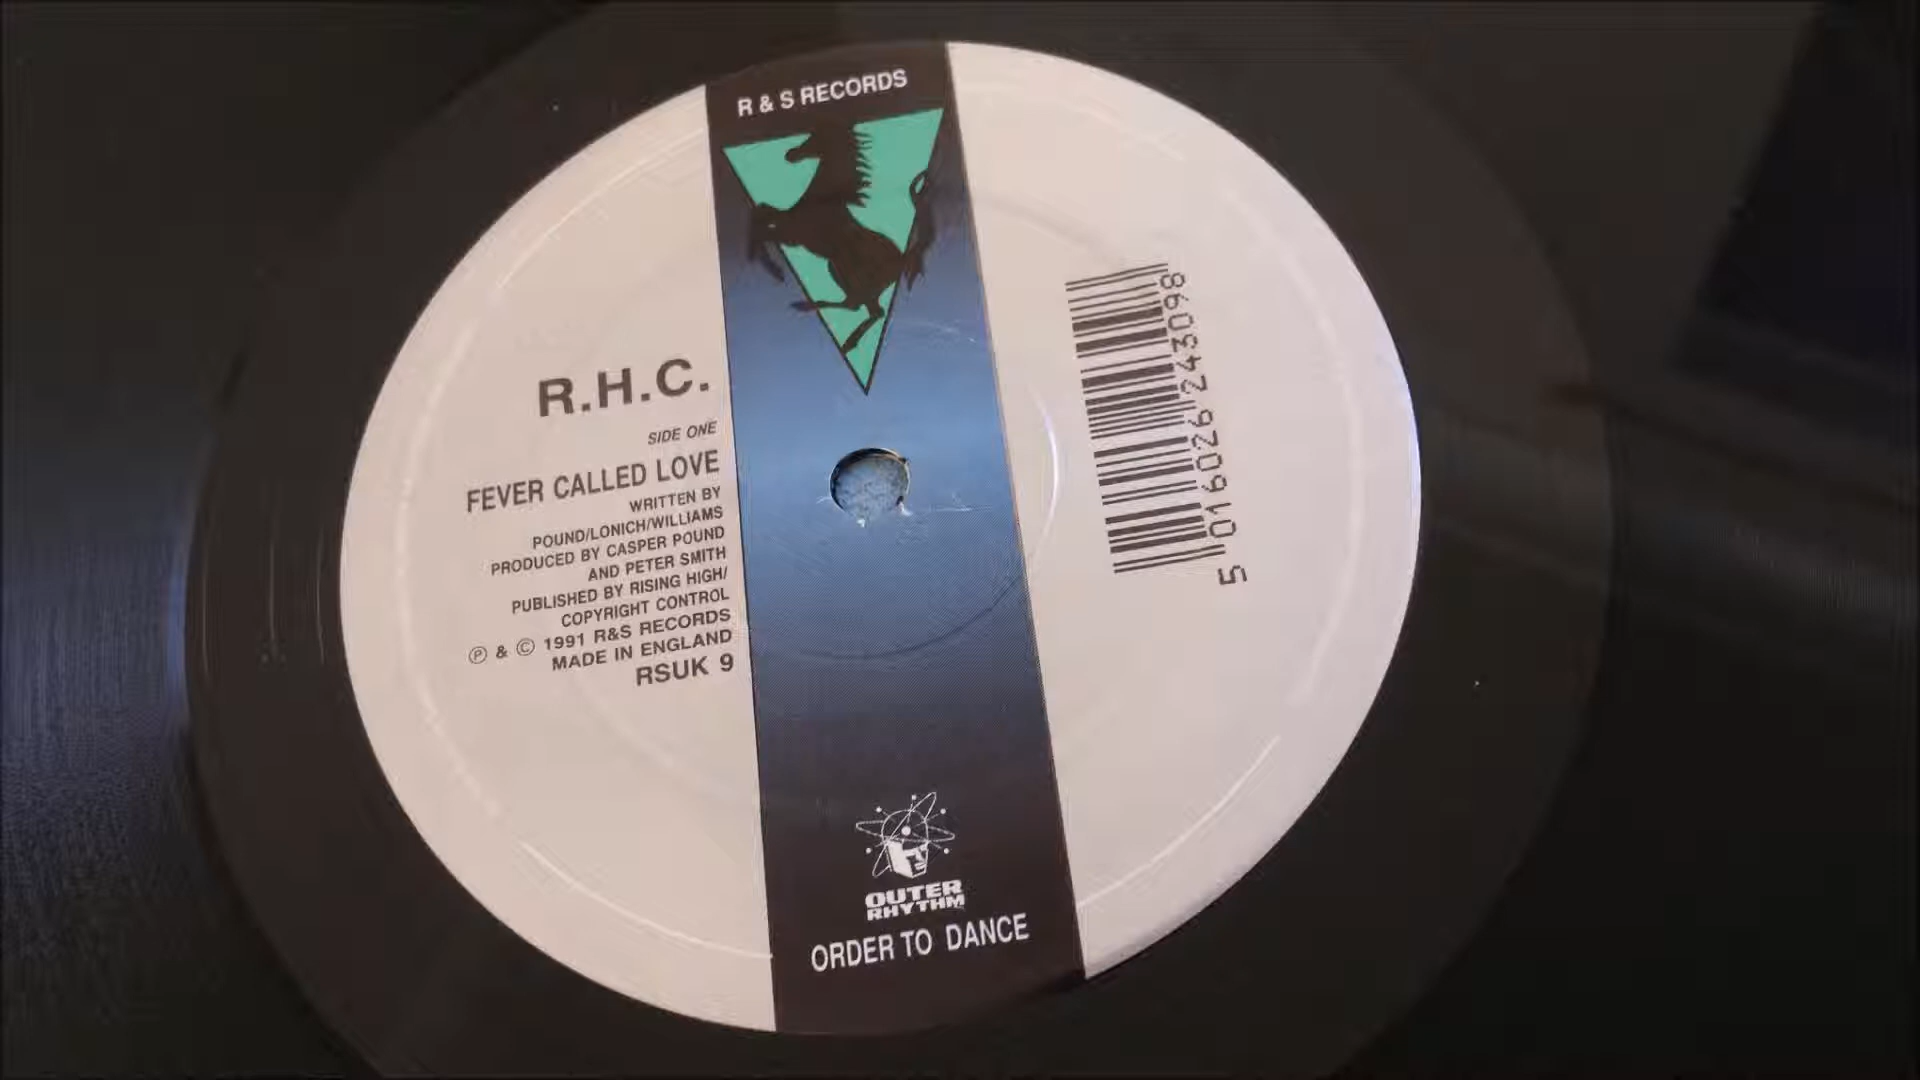 R & S RECORDS
R.H.C.
SIDE ONE
FEVER CALLED LOVE
WRITTEN BY
POUND/LONICH/WILLIAMS
PRODUCED BY CASPER POUND
AND PETER SMITH
PUBLISHED BY RISING HIGH/
COPYRIGHT CONTROL
℗ & © 1991 R&S RECORDS
MADE IN ENGLAND
RSUK 9
5 016026 243098
OUTER
RHYTHM
ORDER TO DANCE